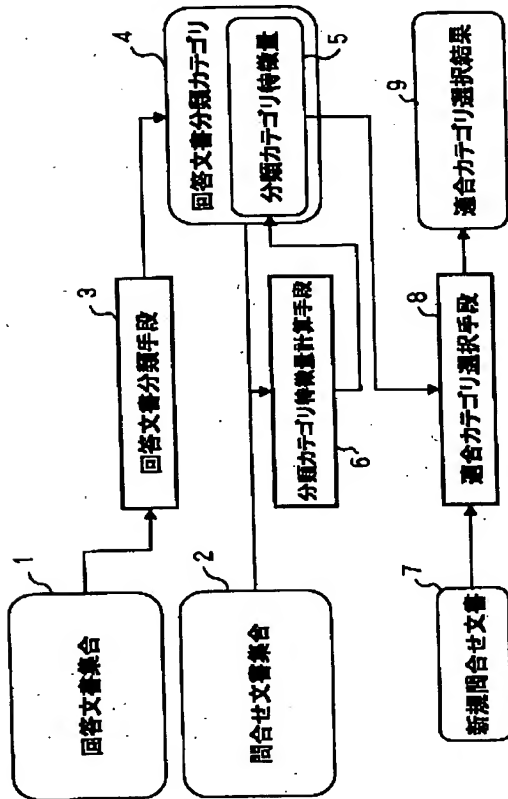 1
回答文書集合
3
回答文書分類手段
4
回答文書分類カテゴリ
5
分類カテゴリ特徴量
2
問合せ文書集合
6
分類カテゴリ特徴量計算手段
7
新規問合せ文書
8
適合カテゴリ選択手段
9
適合カテゴリ選択結果